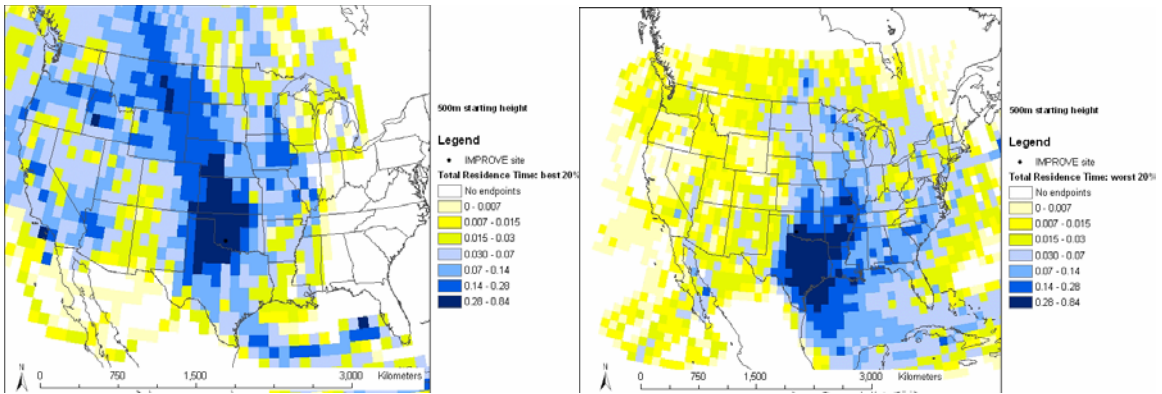 500m starting height
Legend
IMPROVE site
Total Residence Time: best 20%
No endpoints
0 - 0.007
0.007 - 0.015
0.015 - 0.03
0.030 - 0.07
0.07 - 0.14
0.14 - 0.28
0.28 - 0.84
N
0 750 1,500 3,000 Kilometers
500m starting height
Legend
IMPROVE site
Total Residence Time: worst 20%
No endpoints
0 - 0.007
0.007 - 0.015
0.015 - 0.03
0.030 - 0.07
0.07 - 0.14
0.14 - 0.28
0.28 - 0.84
N
0 750 1,500 3,000 Kilometers